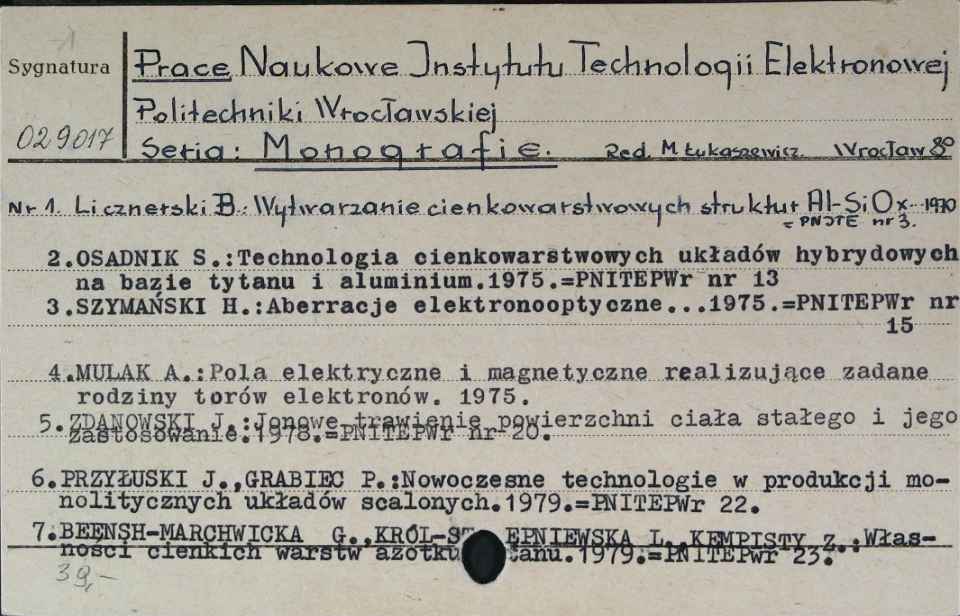 Sygnatura
029017
Prace Naukowe Instytutu Technologii Elektronowej
Politechniki Wrocławskiej
Seria: Monografie. Red. M Łukaszewicz. Wrocław 80
Nr 1. Licznerski B.: Wytwarzanie cienkowarstwowych struktur Al-SiOx. 1970
= PNITE nr 3.
2.OSADNIK S.:Technologia cienkowarstwowych układów hybrydowych
na bazie tytanu i aluminium.1975.=PNITEPWr nr 13
3.SZYMAŃSKI H.:Aberracje elektronooptyczne...1975.=PNITEPWr nr
15
4.MULAK A.:Pola elektryczne i magnetyczne realizujące zadane
rodziny torów elektronów. 1975.
5.ZDANOWSKI J.:Jonowe trawienie powierzchni ciała stałego i jego
zastosowanie.1978.=PNITEPWr nr 20.
6.PRZYŁUSKI J.,GRABIEC P.:Nowoczesne technologie w produkcji mo-
nolitycznych układów scalonych.1979.=PNITEPWr 22.
7.BEENSH-MARCHWICKA G.,KRÓL-ST EPNIEWSKA L.,KEMPISTY Z.:Włas-
ności cienkich warstw azotku tanu.1979.=PNITEPWr 23.
39,-